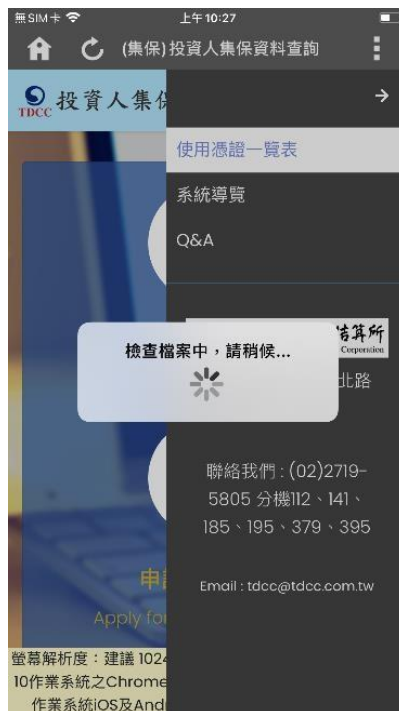 無SIM卡
上午10:27
(集保)投資人集保資料查詢
TDCC 投資人集保
使用憑證一覽表
系統導覽
Q&A
結算所
Corporation
北路
檢查檔案中，請稍候...
聯絡我們 : (02)2719-
5805 分機112、141、
185、195、379、395
Email : tdcc@tdcc.com.tw
申請
Apply for
螢幕解析度：建議 1024
10作業系統之Chrome
作業系統iOS及Andr